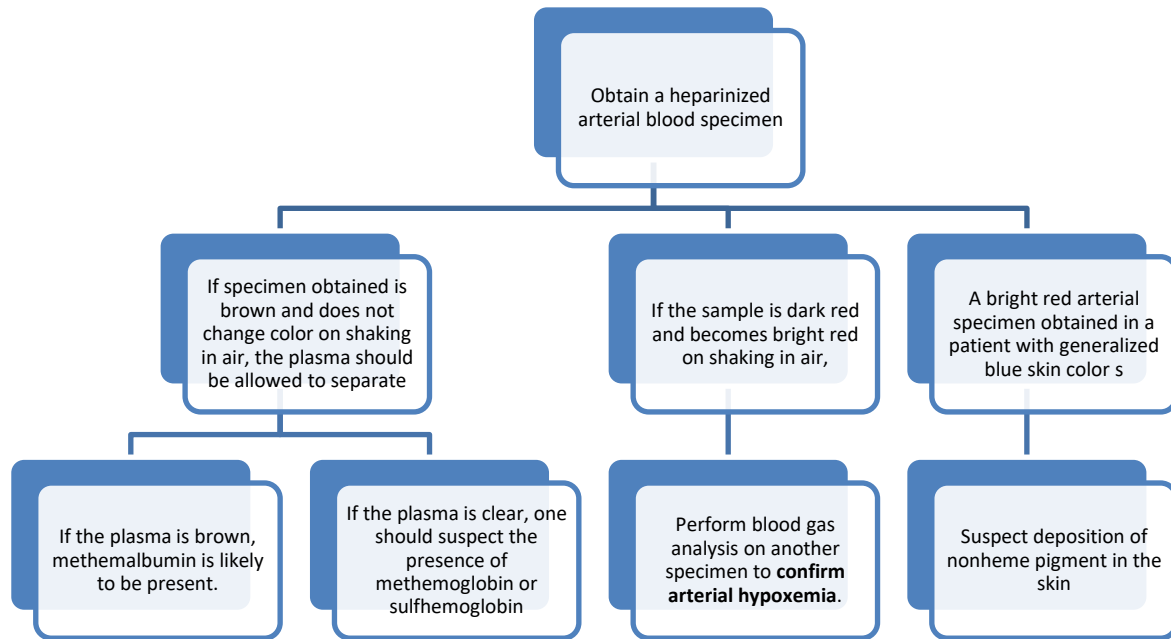 Obtain a heparinized
arterial blood specimen
If specimen obtained is
brown and does not
change color on shaking
in air, the plasma should
be allowed to separate
If the sample is dark red
and becomes bright red
on shaking in air,
A bright red arterial
specimen obtained in a
patient with generalized
blue skin color s
If the plasma is brown,
methemalbumin is likely
to be present.
If the plasma is clear, one
should suspect the
presence of
methemoglobin or
sulfhemoglobin
Perform blood gas
analysis on another
specimen to confirm
arterial hypoxemia.
Suspect deposition of
nonheme pigment in the
skin